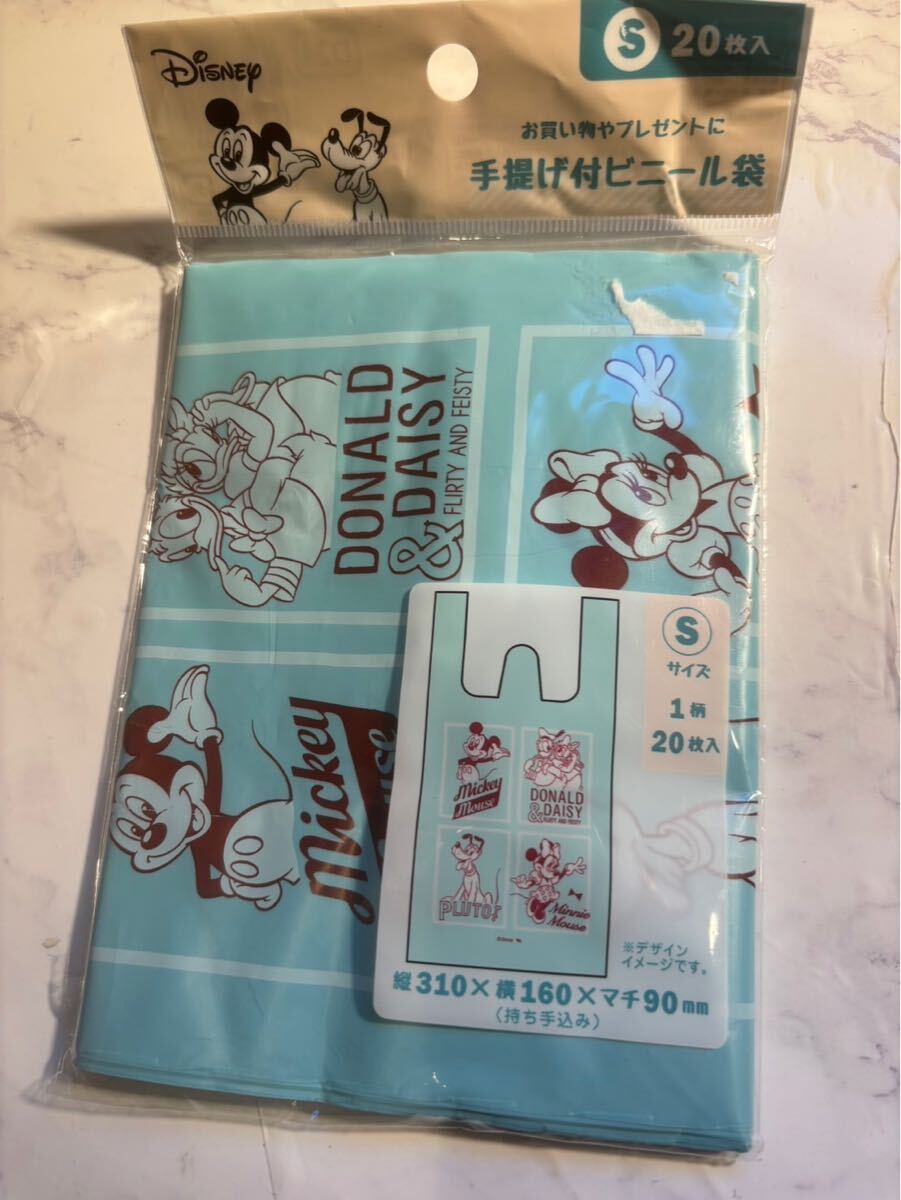 Disney
S 20枚入
お買い物やプレゼントに
手提げ付ビニール袋
DONALD
& DAISY
FLIRTY AND FEISTY
Mickey
S
サイズ
1柄
20枚入
Mickey
Mouse
DONALD
& DAISY
FLIRTY AND FEISTY
PLUTO
Minnie
Mouse
※デザイン
イメージです。
縦310×横160×マチ90mm
(持ち手込み)